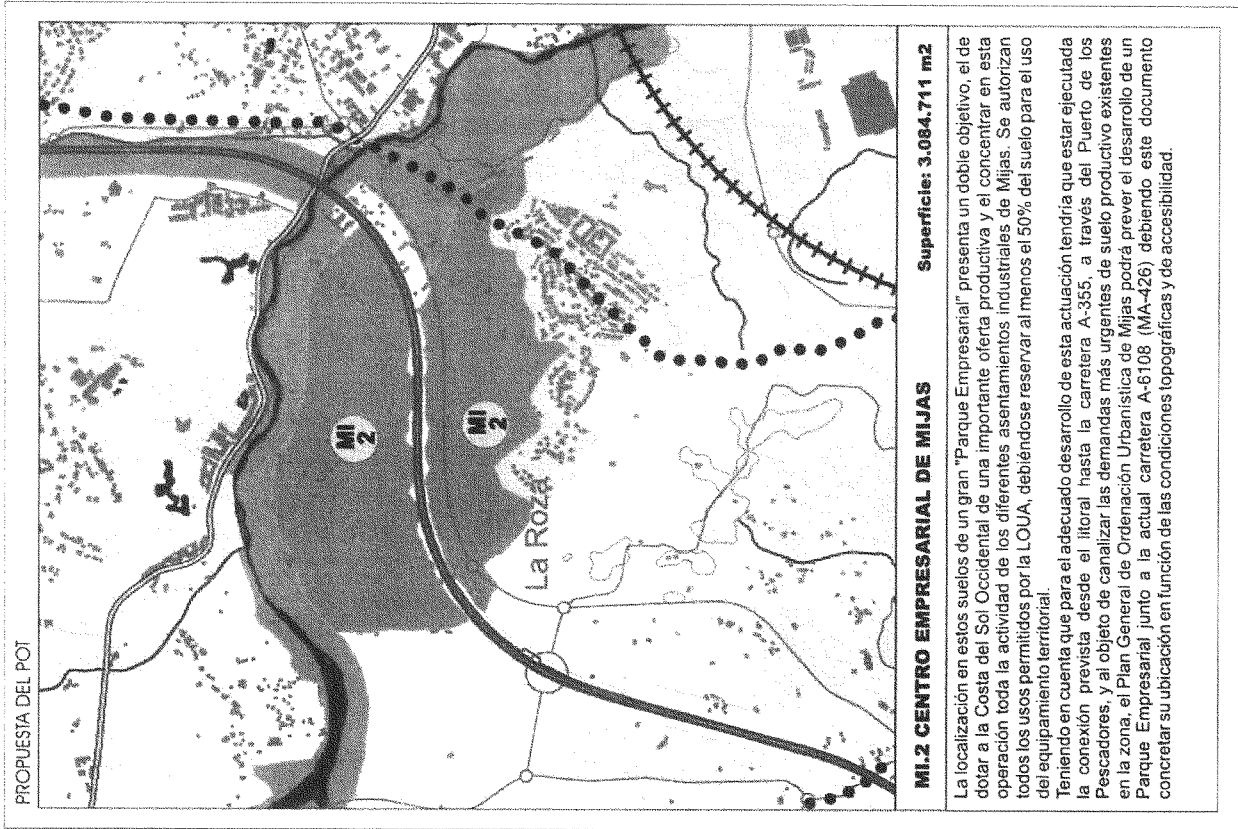 PROPUESTA DEL POT
MI
2
MI
2
La Roza
MI.2 CENTRO EMPRESARIAL DE MIJAS Superficie: 3.084.711 m2
La localización en estos suelos de un gran "Parque Empresarial" presenta un doble objetivo, el de
dotar a la Costa del Sol Occidental de una importante oferta productiva y el concentrar en esta
operación toda la actividad de los diferentes asentamientos industriales de Mijas. Se autorizan
todos los usos permitidos por la LOUA, debiéndose reservar al menos el 50% del suelo para el uso
del equipamiento territorial.
Teniendo en cuenta que para el adecuado desarrollo de esta actuación tendría que estar ejecutada
la conexión prevista desde el litoral hasta la carretera A-355, a través del Puerto de los
Pescadores, y al objeto de canalizar las demandas más urgentes de suelo productivo existentes
en la zona, el Plan General de Ordenación Urbanística de Mijas podrá prever el desarrollo de un
Parque Empresarial junto a la actual carretera A-6108 (MA-426) debiendo este documento
concretar su ubicación en función de las condiciones topográficas y de accesibilidad.